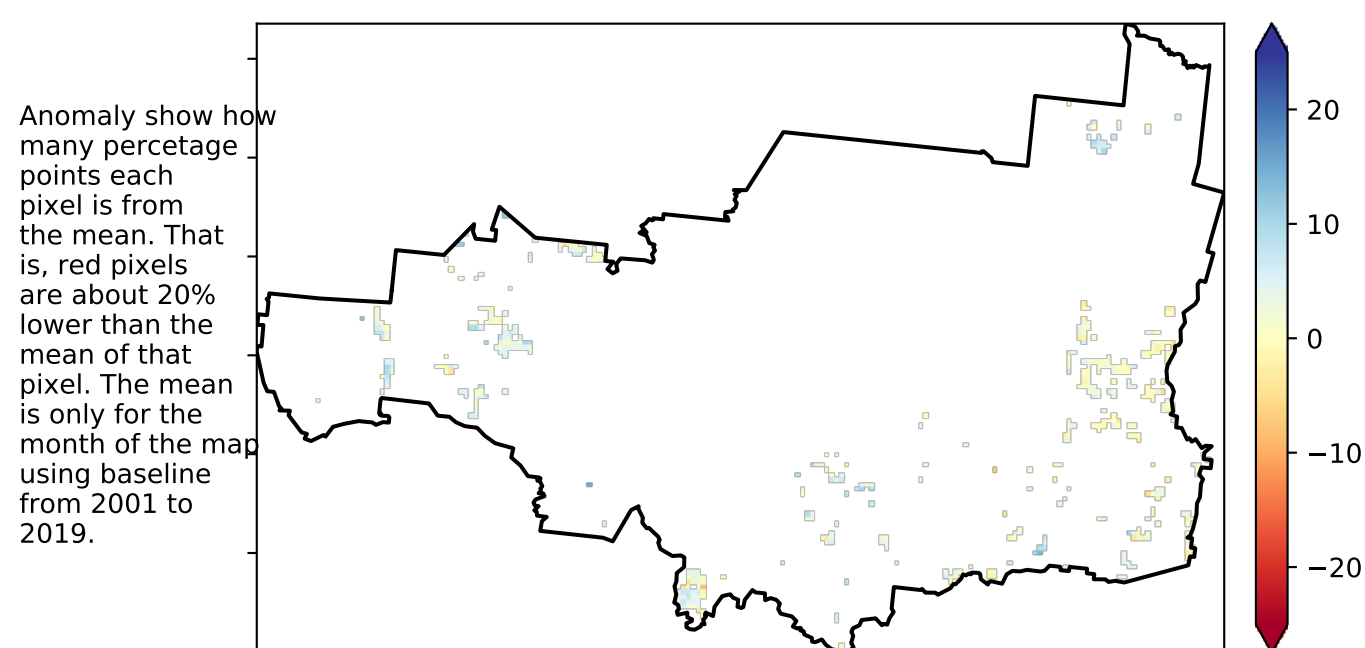 Anomaly show how
many percetage
points each
pixel is from
the mean. That
is, red pixels
are about 20%
lower than the
mean of that
pixel. The mean
is only for the
month of the map
using baseline
from 2001 to
2019.
20
10
0
−10
−20